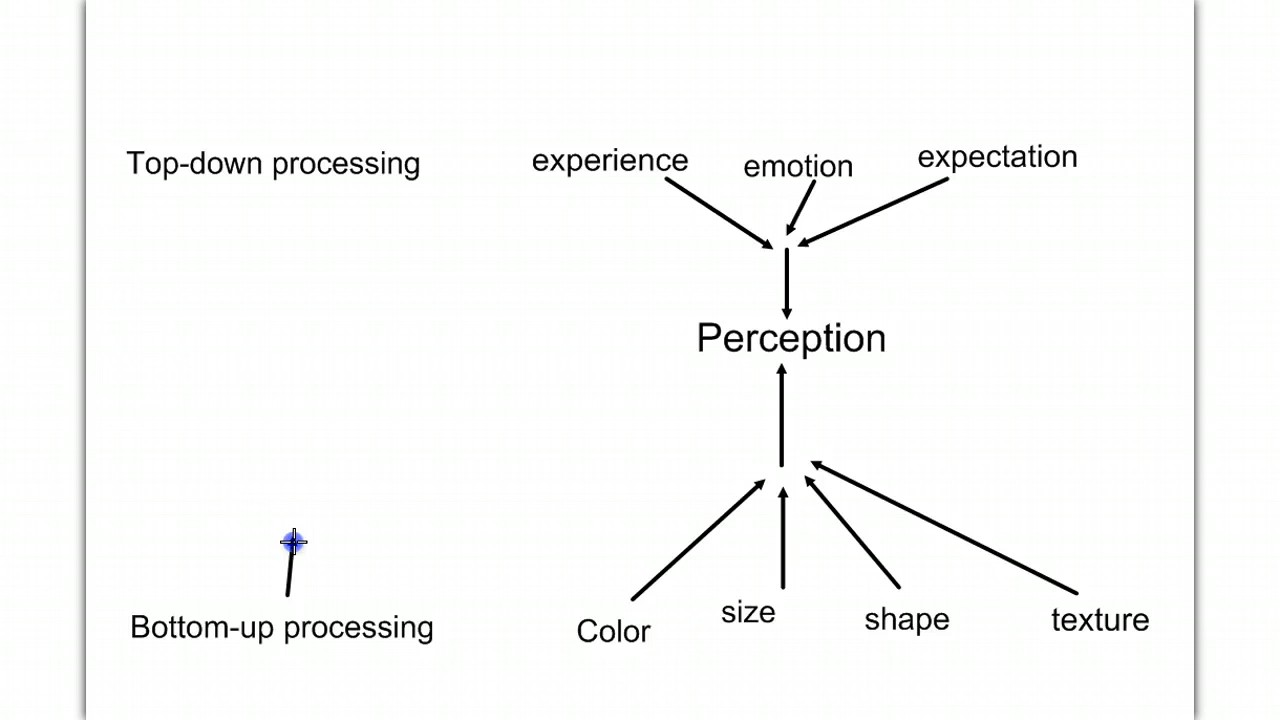 Top-down processing
experience
emotion
expectation
Perception
Bottom-up processing
Color
size
shape
texture